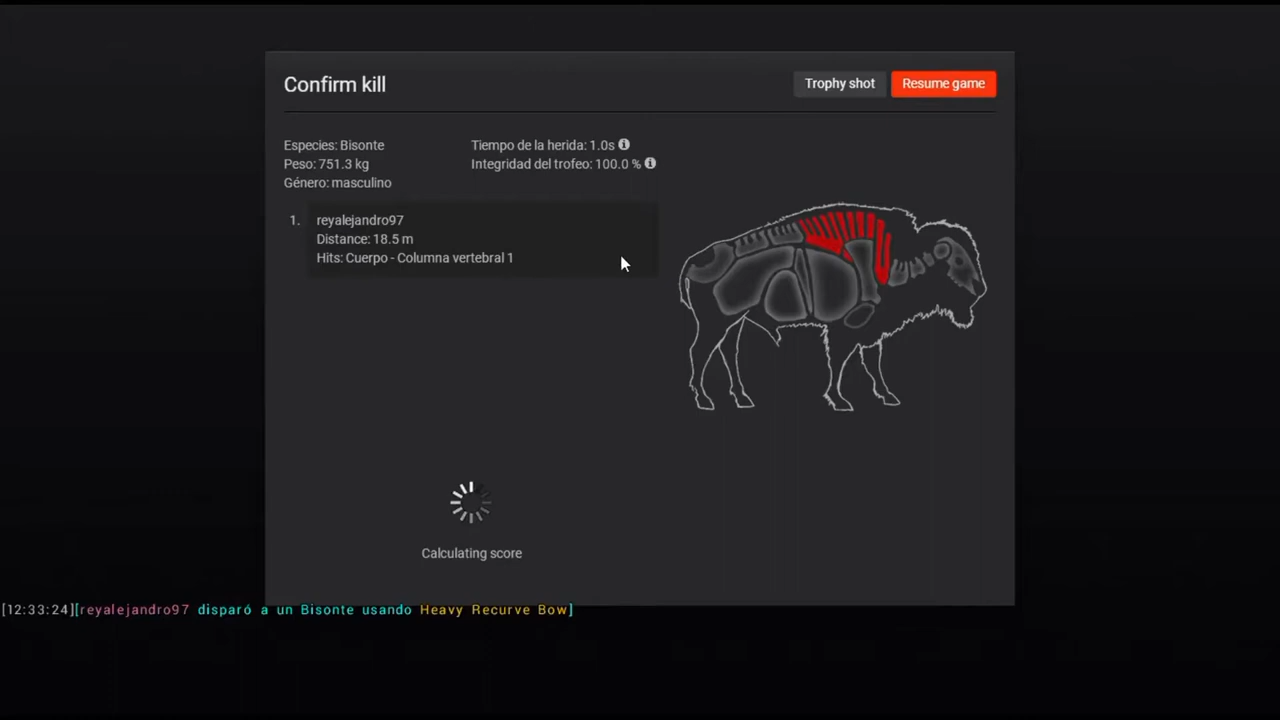 Confirm kill
Trophy shot
Resume game
Especies: Bisonte
Peso: 751.3 kg
Género: masculino
Tiempo de la herida: 1.0s
Integridad del trofeo: 100.0 %
1.
reyalejandro97
Distance: 18.5 m
Hits: Cuerpo - Columna vertebral 1
Calculating score
[12:33:24][reyalejandro97 disparó a un Bisonte usando Heavy Recurve Bow]